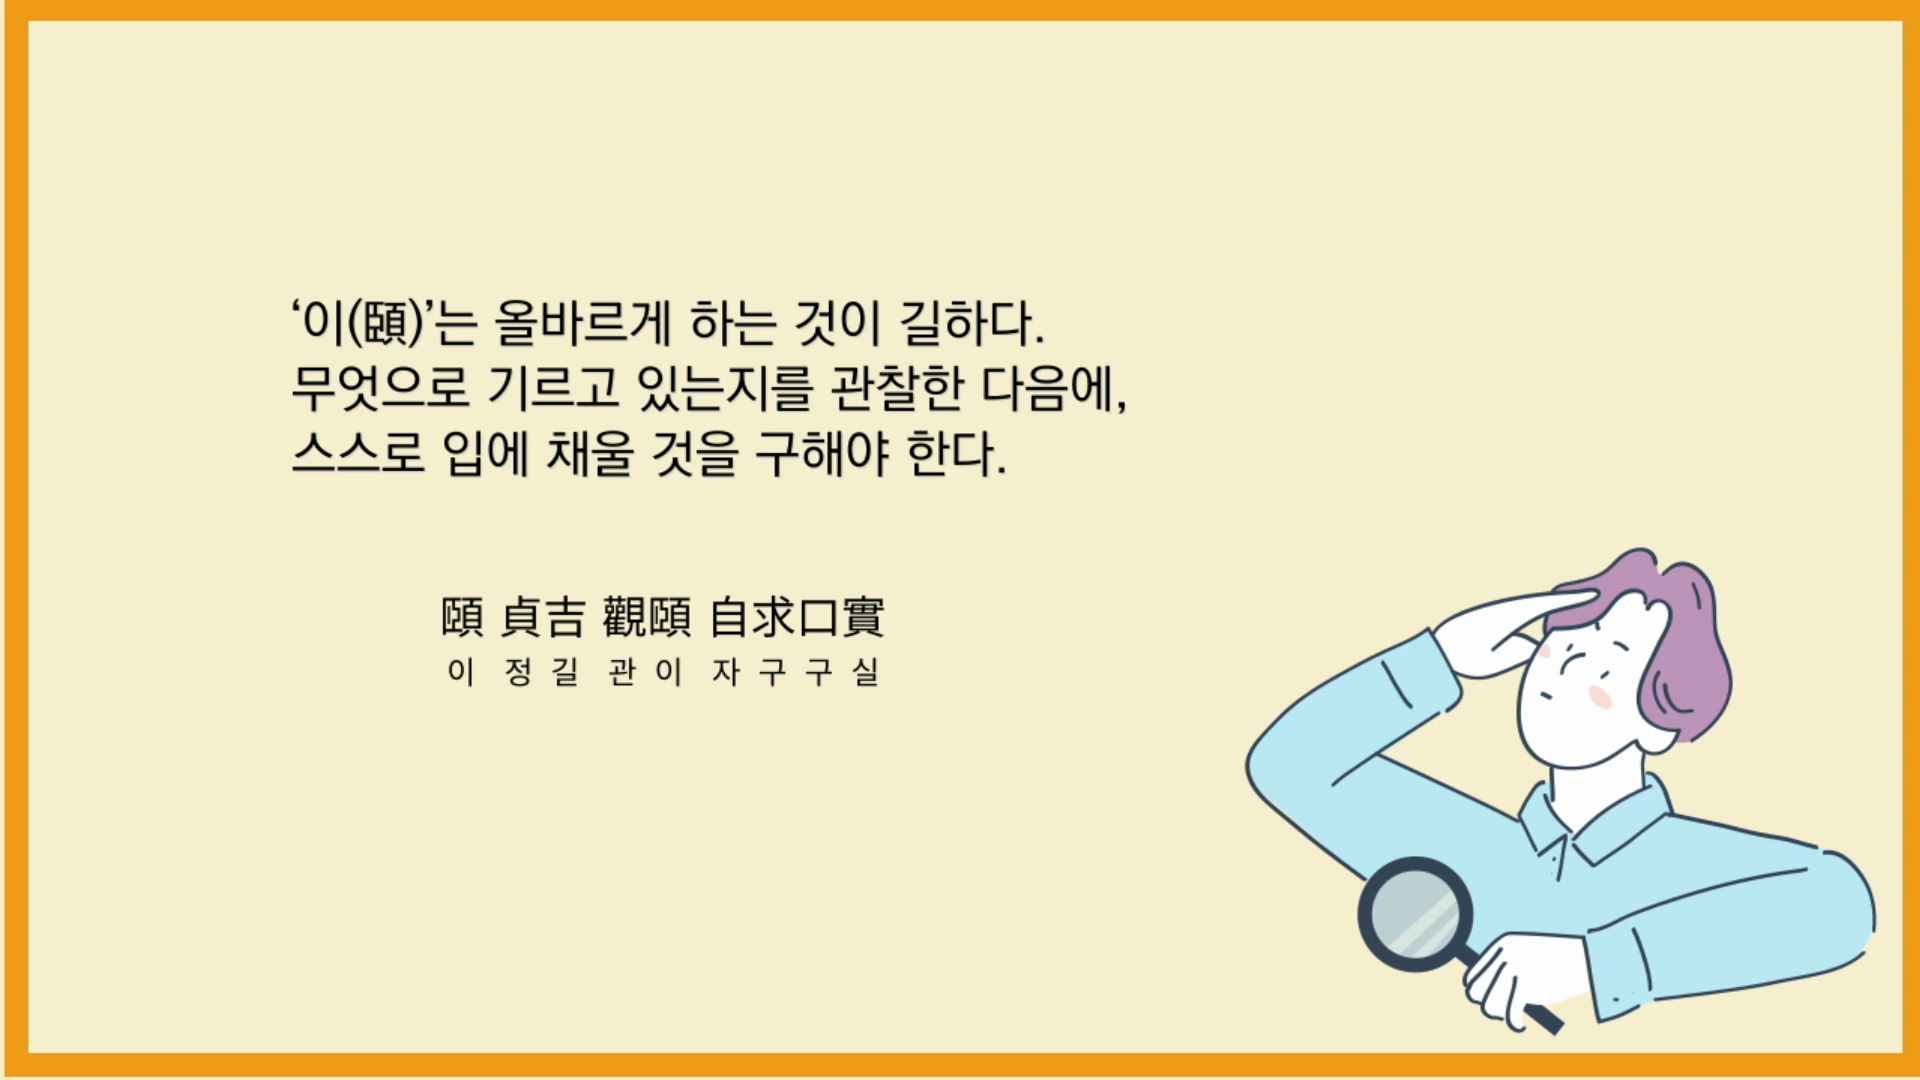 ‘이(頤)’는 올바르게 하는 것이 길하다.
무엇으로 기르고 있는지를 관찰한 다음에,
스스로 입에 채울 것을 구해야 한다.
頤 貞吉 觀頤 自求口實
이 정길 관이 자구구실